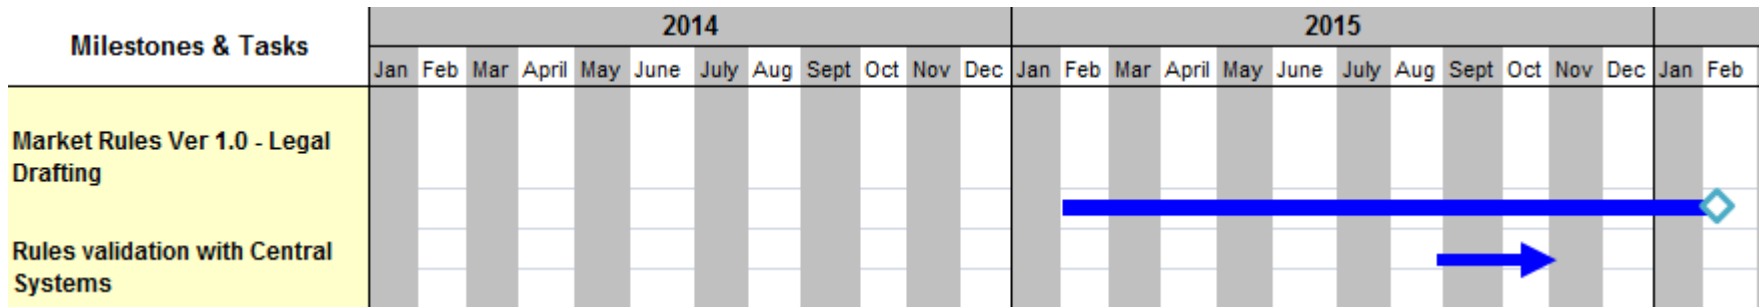 2014 2015
Milestones & Tasks
Jan Feb Mar April May June July Aug Sept Oct Nov Dec Jan Feb Mar April May June July Aug Sept Oct Nov Dec Jan Feb
Market Rules Ver 1.0 - Legal
Drafting
Rules validation with Central
Systems